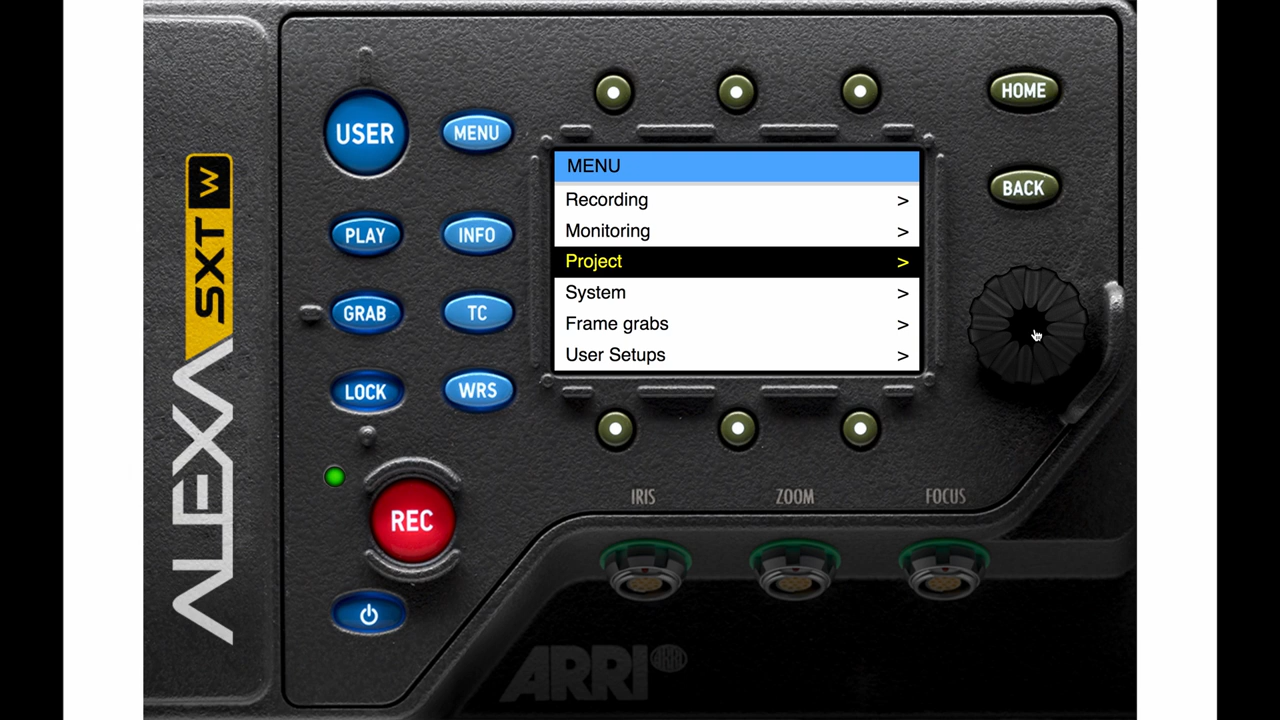 HOME
USER
MENU
MENU
BACK
Recording >
Monitoring >
Project >
System >
Frame grabs >
User Setups >
PLAY
INFO
GRAB
TC
LOCK
WRS
REC
IRIS
ZOOM
FOCUS
ALEXA SXT W
ARRI